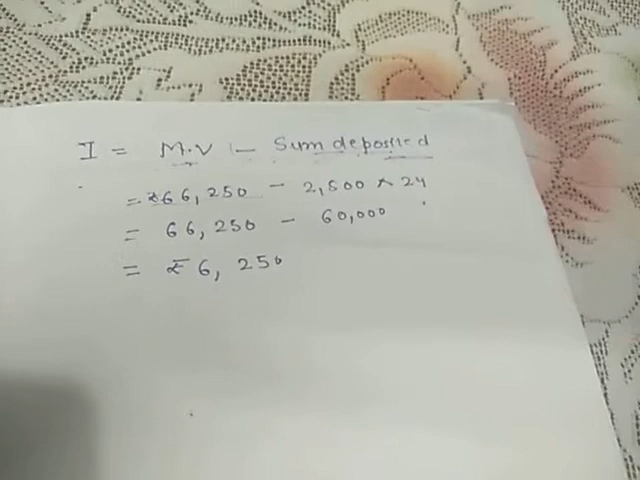 I = M.V - Sum deposited
= ₹66,250 - 2,500 × 24
= 66,250 - 60,000
= ₹ 6, 250